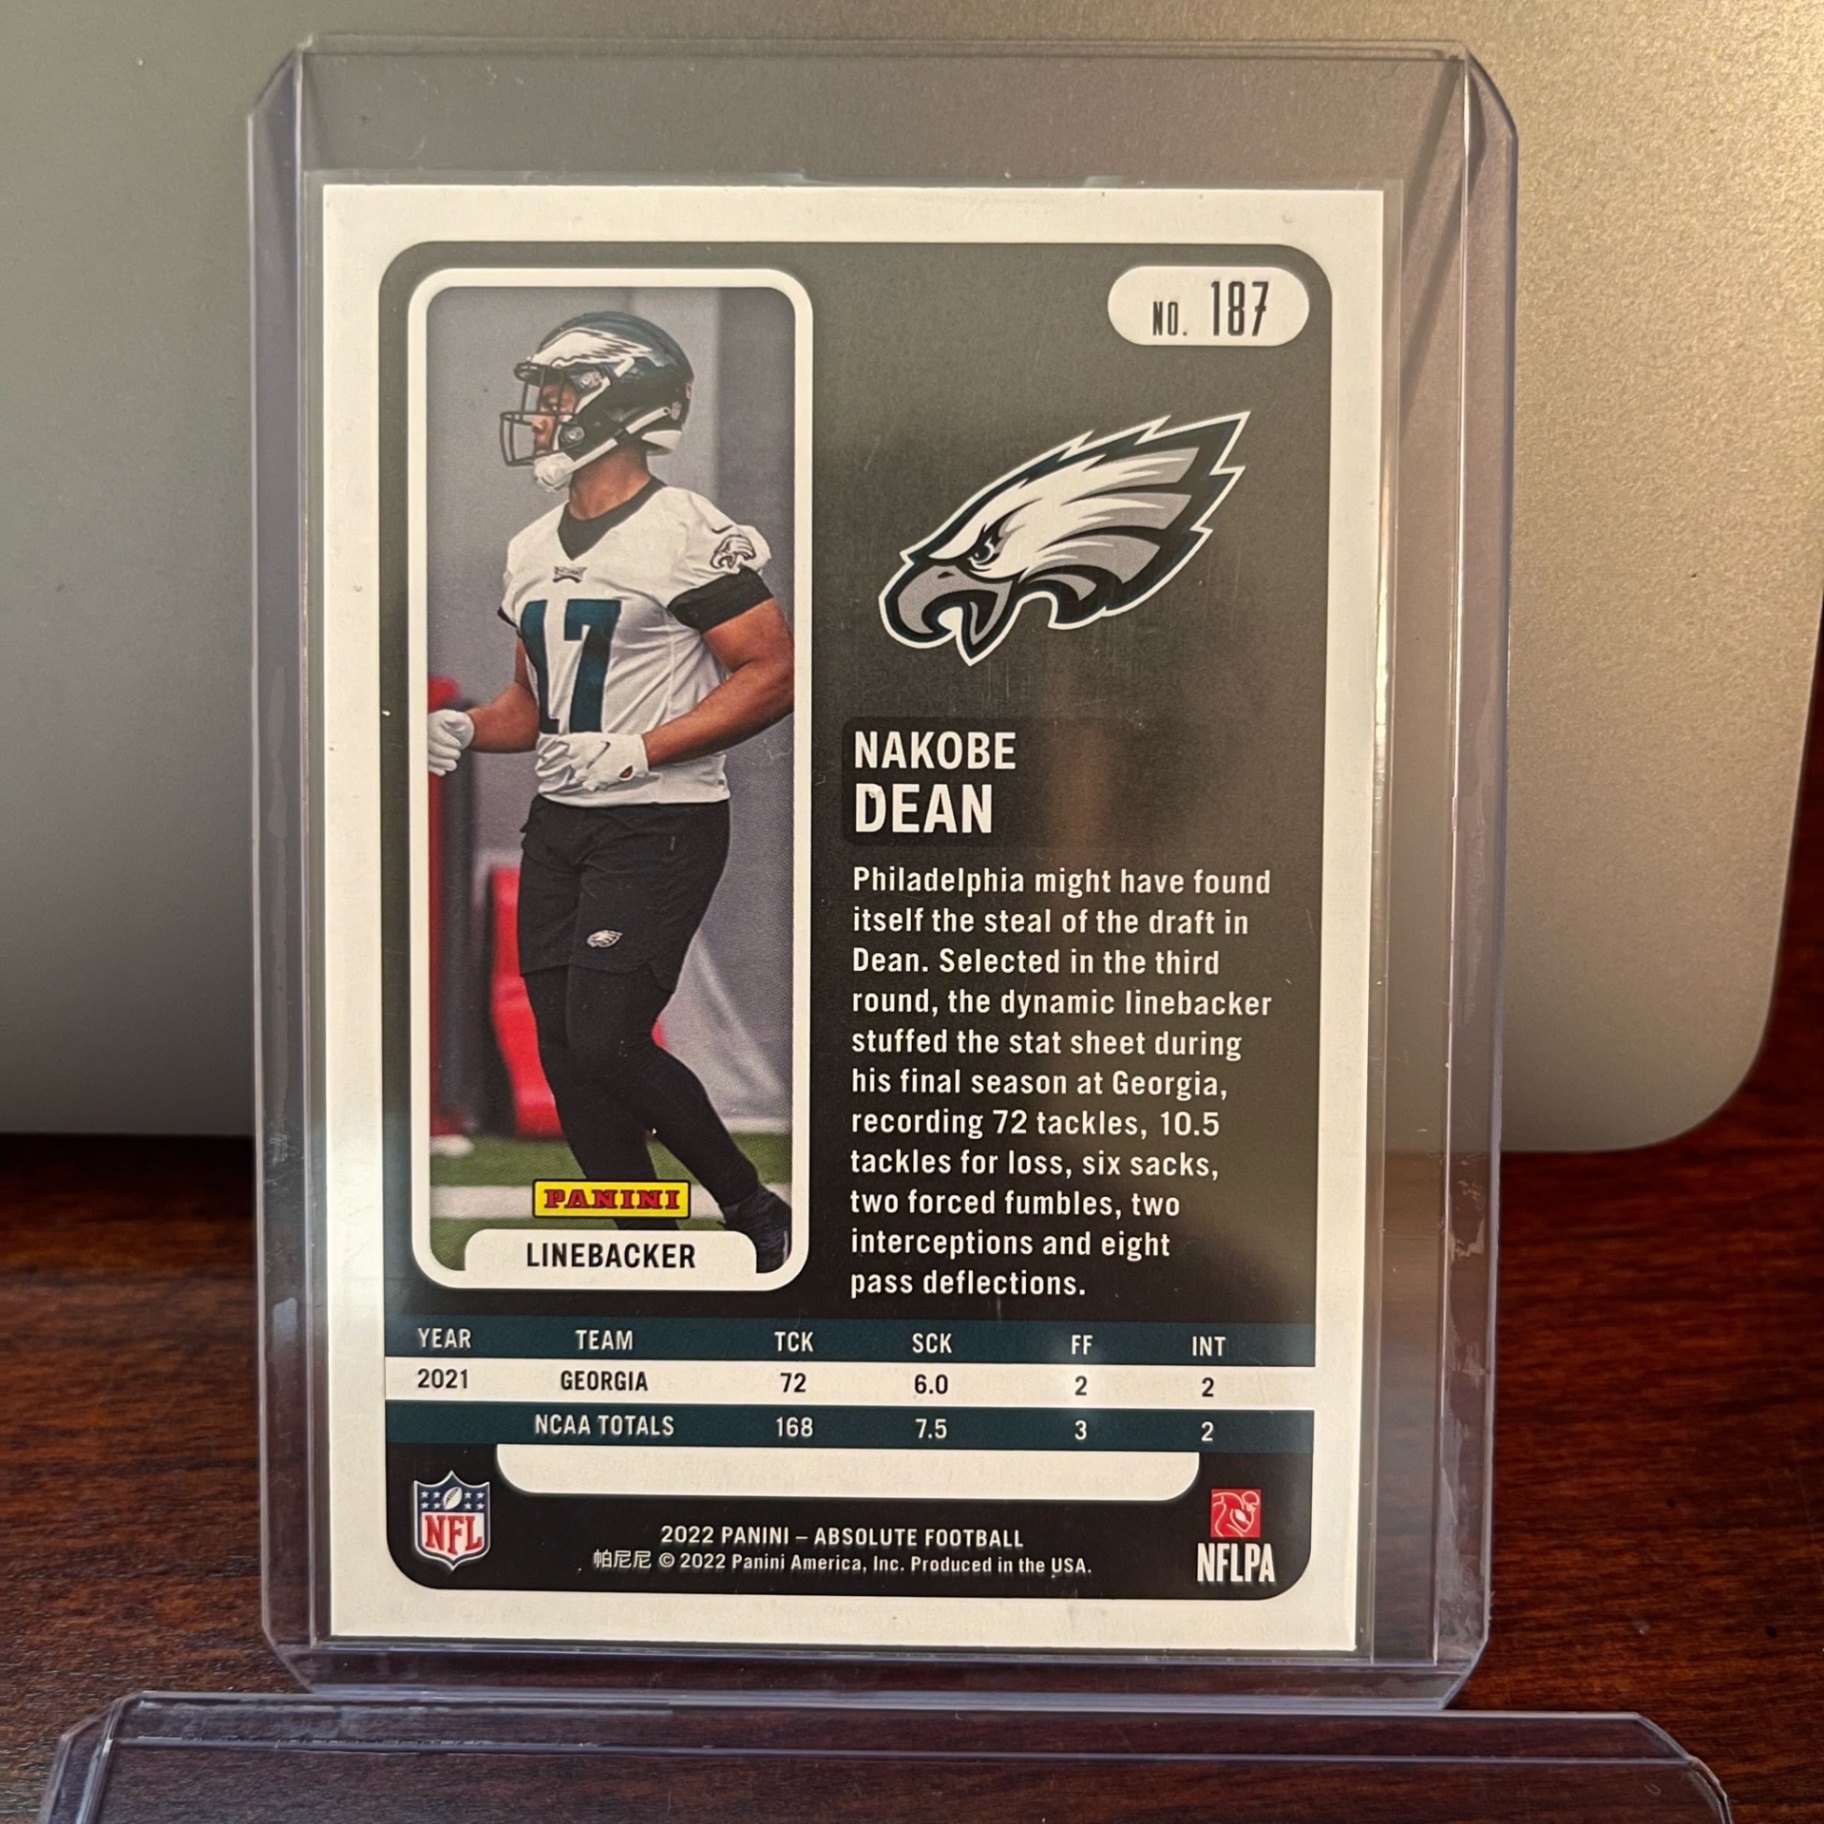 NO. 187
17
NAKOBE
DEAN
Philadelphia might have found
itself the steal of the draft in
Dean. Selected in the third
round, the dynamic linebacker
stuffed the stat sheet during
his final season at Georgia,
recording 72 tackles, 10.5
tackles for loss, six sacks,
two forced fumbles, two
interceptions and eight
pass deflections.
PANINI
LINEBACKER
YEAR TEAM TCK SCK FF INT
2021 GEORGIA 72 6.0 2 2
NCAA TOTALS 168 7.5 3 2
NFL
2022 PANINI – ABSOLUTE FOOTBALL
帕尼尼 © 2022 Panini America, Inc. Produced in the USA.
NFLPA